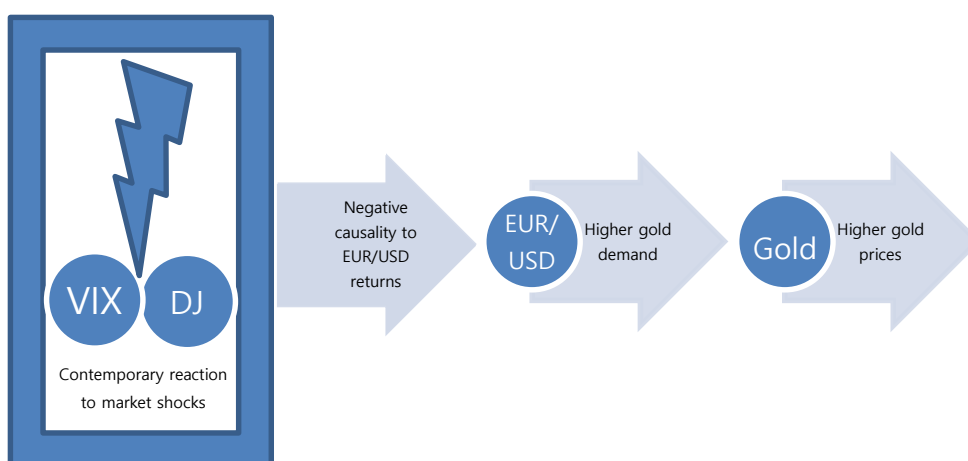 VIX
DJ
Contemporary reaction
to market shocks
Negative
causality to
EUR/USD
returns
EUR/
USD
Higher gold
demand
Gold
Higher gold
prices